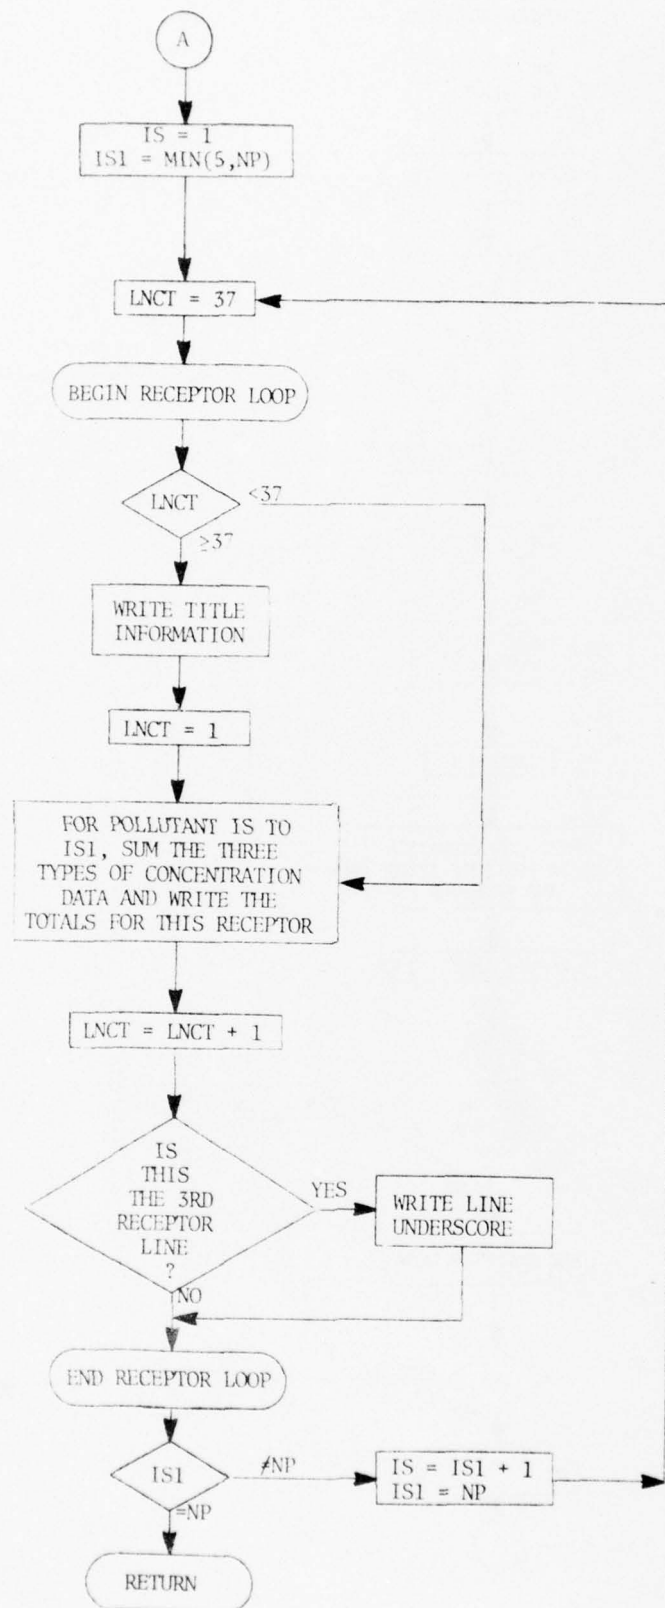 A
IS = 1
IS1 = MIN(5,NP)
LNCT = 37
BEGIN RECEPTOR LOOP
LNCT
<37
≥37
WRITE TITLE
INFORMATION
LNCT = 1
FOR POLLUTANT IS TO
IS1, SUM THE THREE
TYPES OF CONCENTRATION
DATA AND WRITE THE
TOTALS FOR THIS RECEPTOR
LNCT = LNCT + 1
IS
THIS
THE 3RD
RECEPTOR
LINE
?
YES
WRITE LINE
UNDERSCORE
NO
END RECEPTOR LOOP
IS1
≠NP
IS = IS1 + 1
IS1 = NP
=NP
RETURN